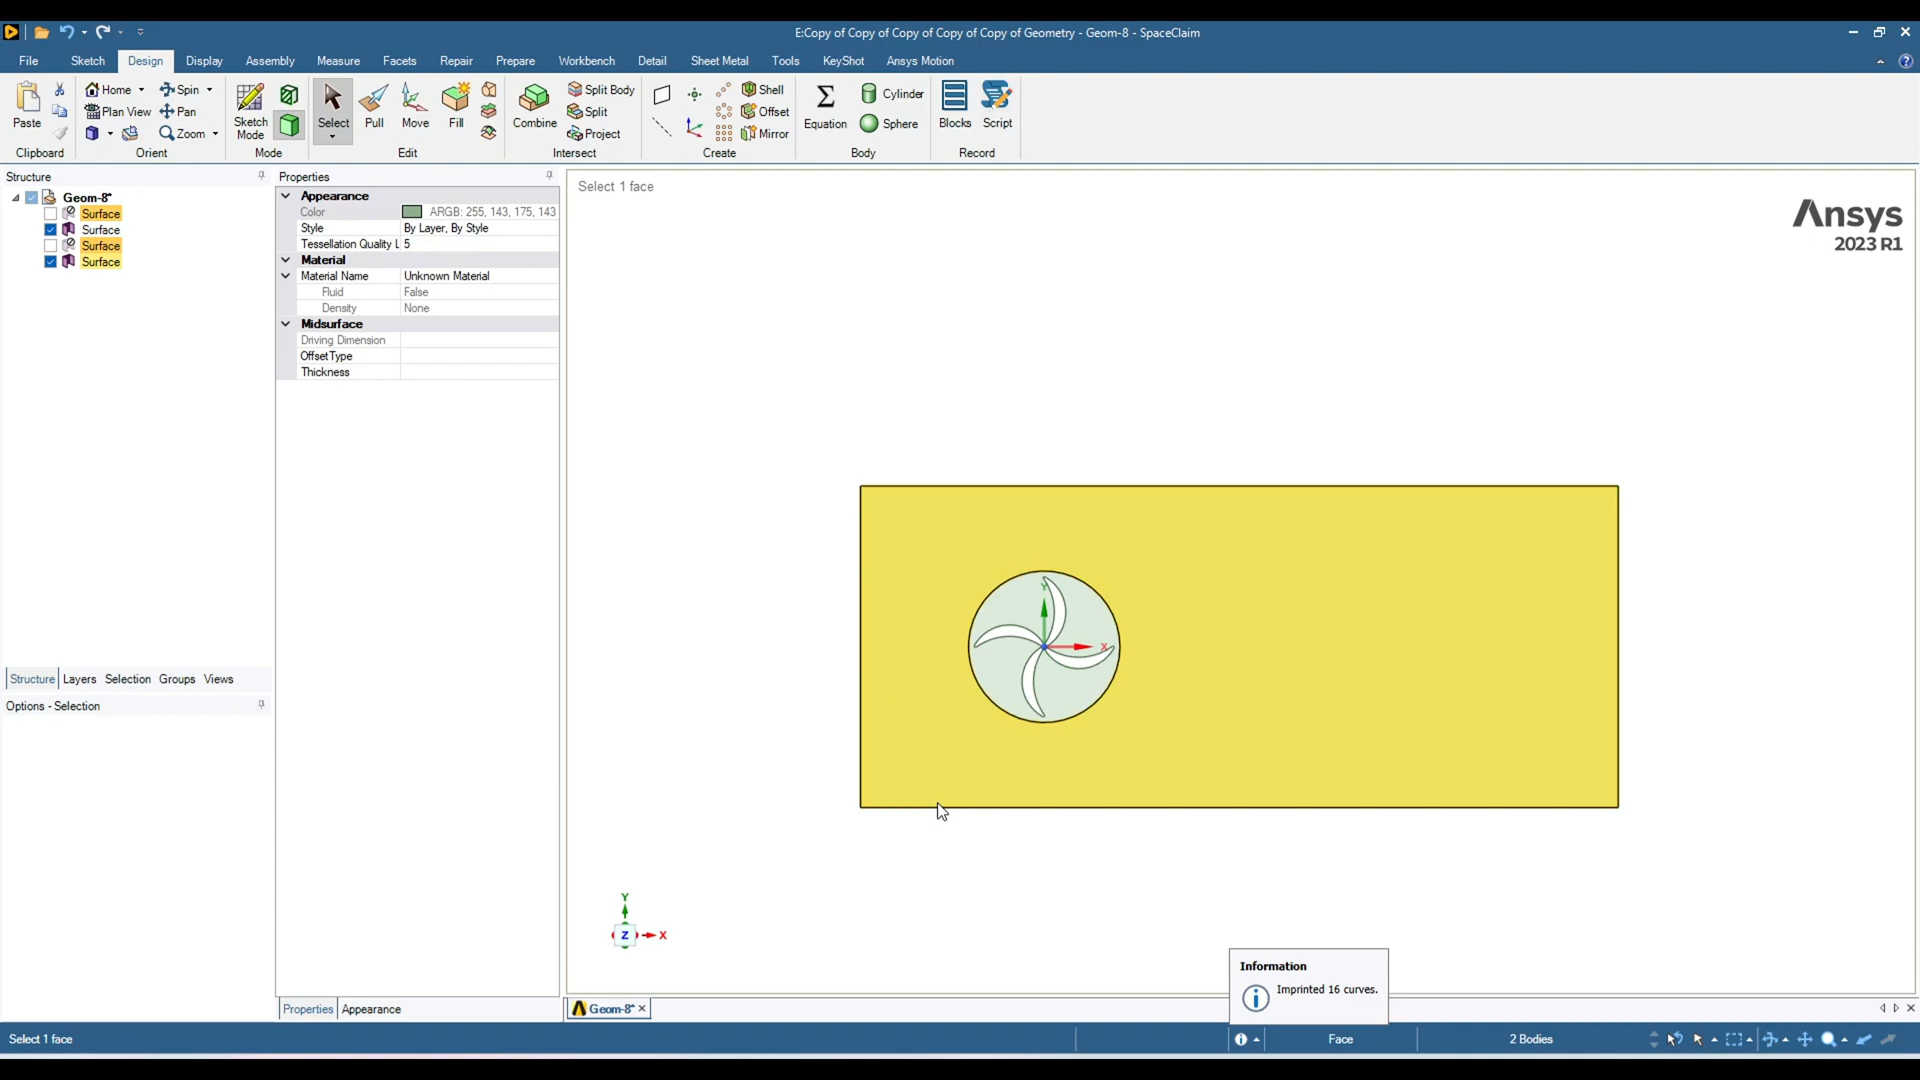 E:Copy of Copy of Copy of Copy of Copy of Geometry - Geom-8 - SpaceClaim
File Sketch Design Display Assembly Measure Facets Repair Prepare Workbench Detail Sheet Metal Tools KeyShot Ansys Motion
Paste
Clipboard
Home Spin
Plan View Pan
Zoom
Orient
Sketch Mode
Mode
Select Pull Move Fill
Edit
Combine
Split Body
Split
Project
Intersect
Shell
Offset
Mirror
Create
Equation
Cylinder
Sphere
Body
Blocks Script
Record
Structure
Geom-8*
Surface
Surface
Surface
Surface
Structure Layers Selection Groups Views
Options - Selection
Properties
Appearance
Color ARGB: 255, 143, 175, 143
Style By Layer, By Style
Tessellation Quality L 5
Material
Material Name Unknown Material
Fluid False
Density None
Midsurface
Driving Dimension
OffsetType
Thickness
Properties Appearance
Select 1 face
Ansys
2023 R1
Y
X
Y
Z X
Information
Imprinted 16 curves.
Geom-8*
Select 1 face Face 2 Bodies